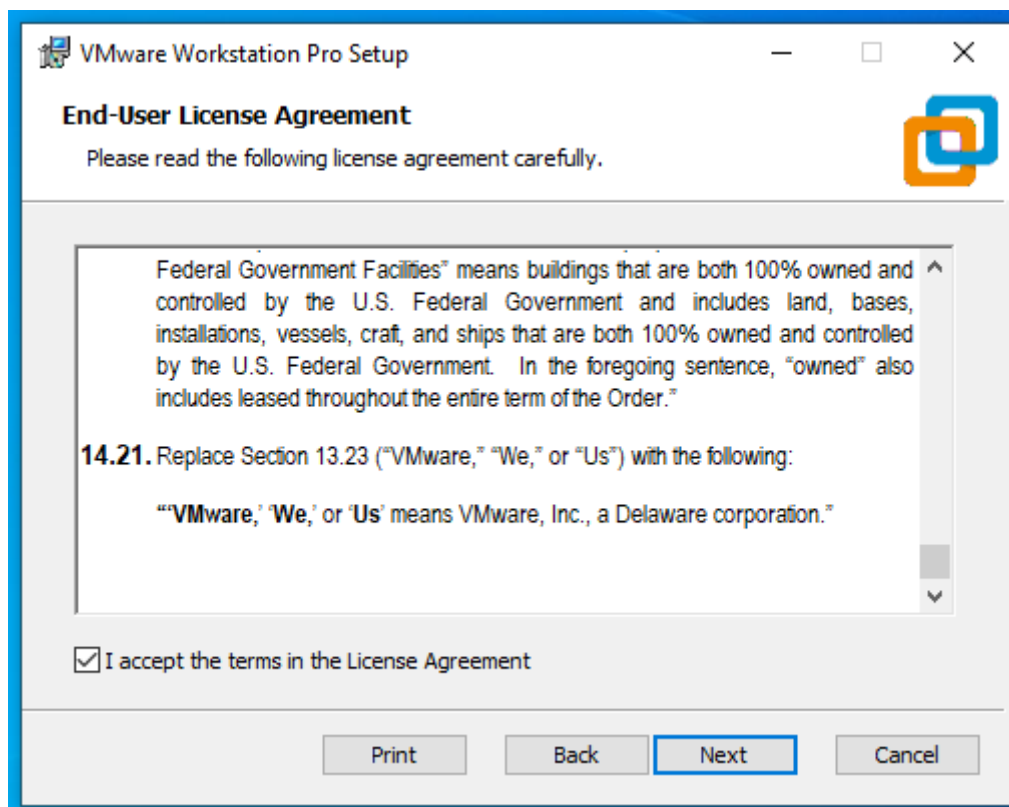 VMware Workstation Pro Setup
End-User License Agreement
Please read the following license agreement carefully.
Federal Government Facilities” means buildings that are both 100% owned and
controlled by the U.S. Federal Government and includes land, bases,
installations, vessels, craft, and ships that are both 100% owned and controlled
by the U.S. Federal Government. In the foregoing sentence, “owned” also
includes leased throughout the entire term of the Order.”
14.21. Replace Section 13.23 (“VMware,” “We,” or “Us”) with the following:
“‘VMware,’ ‘We,’ or ‘Us’ means VMware, Inc., a Delaware corporation.”
I accept the terms in the License Agreement
Print Back Next Cancel